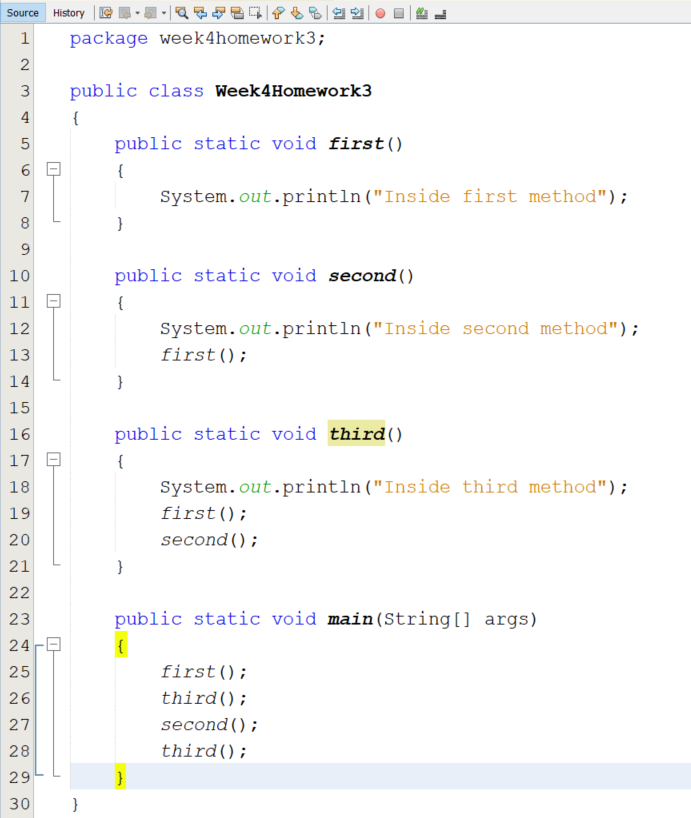 Source History
1 package week4homework3;
2
3 public class Week4Homework3
4 {
5 public static void first()
6 {
7 System.out.println("Inside first method");
8 }
9
10 public static void second()
11 {
12 System.out.println("Inside second method");
13 first();
14 }
15
16 public static void third()
17 {
18 System.out.println("Inside third method");
19 first();
20 second();
21 }
22
23 public static void main(String[] args)
24 {
25 first();
26 third();
27 second();
28 third();
29 }
30 }